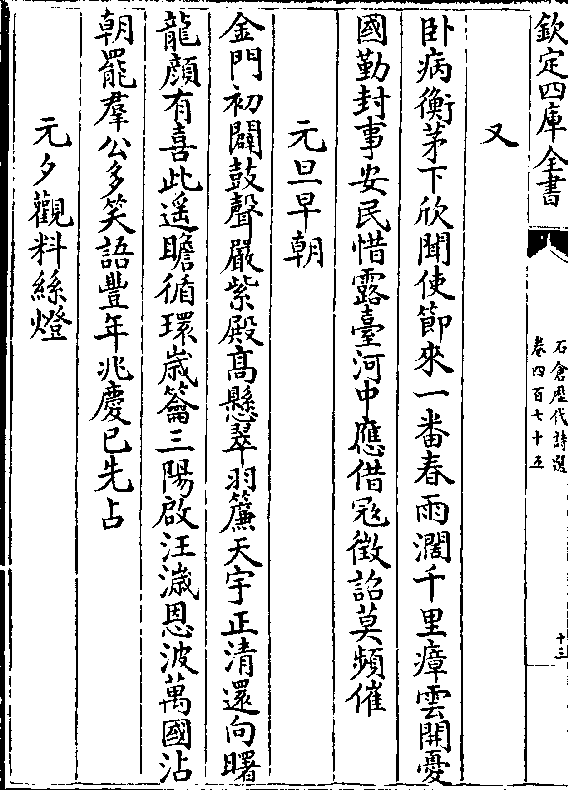 欽定四庫全書
石倉歷代詩選
卷四百七十五
十三
又
卧病衡茅下欣聞使節來一番春雨濶千里瘴雲開憂
國勤封事安民惜露臺河中應借冦徴詔莫頻催
元旦早朝
金門初闢鼓聲嚴紫殿髙懸翠羽簾天宇正清還向曙
龍顔有喜此遥瞻循環嵗籥三陽啟汪濊恩波萬國沾
朝罷羣公多笑語豐年兆慶已先占
元夕觀料絲燈